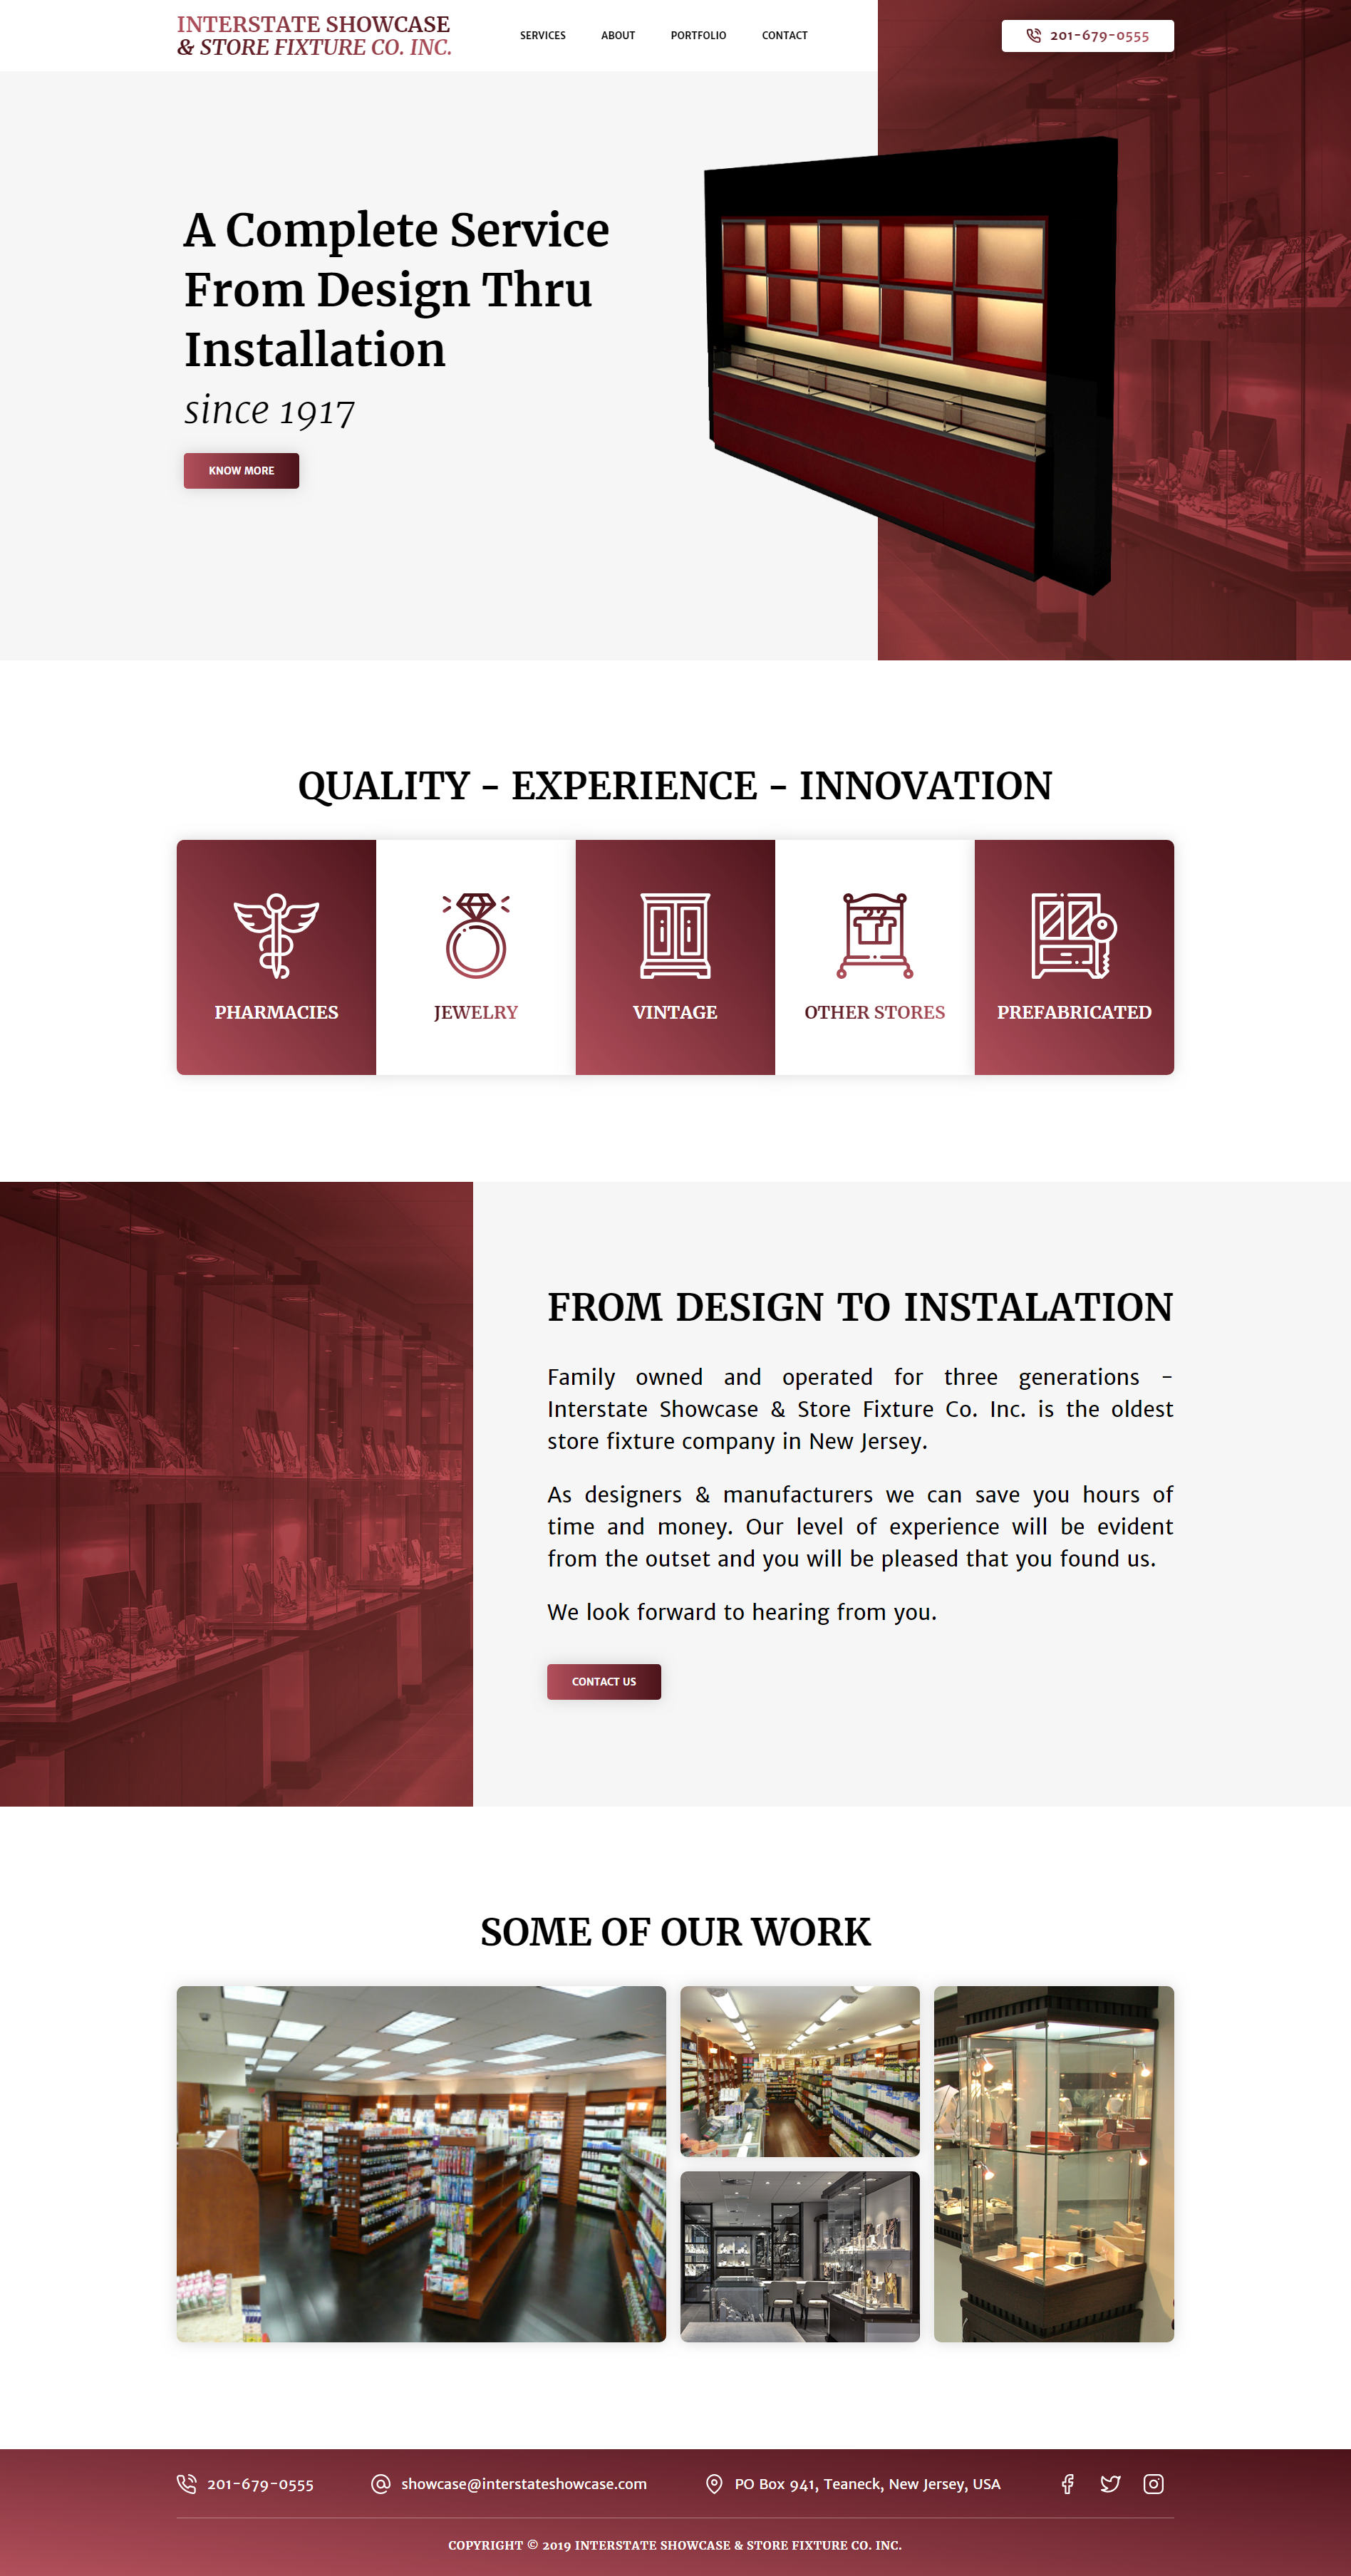 INTERSTATE SHOWCASE
& STORE FIXTURE CO. INC.
SERVICES
ABOUT
PORTFOLIO
CONTACT
201-679-0555
A Complete Service
From Design Thru
Installation
since 1917
KNOW MORE
QUALITY - EXPERIENCE - INNOVATION
PHARMACIES
JEWELRY
VINTAGE
OTHER STORES
PREFABRICATED
FROM DESIGN TO INSTALATION
Family owned and operated for three generations -
Interstate Showcase & Store Fixture Co. Inc. is the oldest
store fixture company in New Jersey.
As designers & manufacturers we can save you hours of
time and money. Our level of experience will be evident
from the outset and you will be pleased that you found us.
We look forward to hearing from you.
CONTACT US
SOME OF OUR WORK
201-679-0555
showcase@interstateshowcase.com
PO Box 941, Teaneck, New Jersey, USA
COPYRIGHT © 2019 INTERSTATE SHOWCASE & STORE FIXTURE CO. INC.